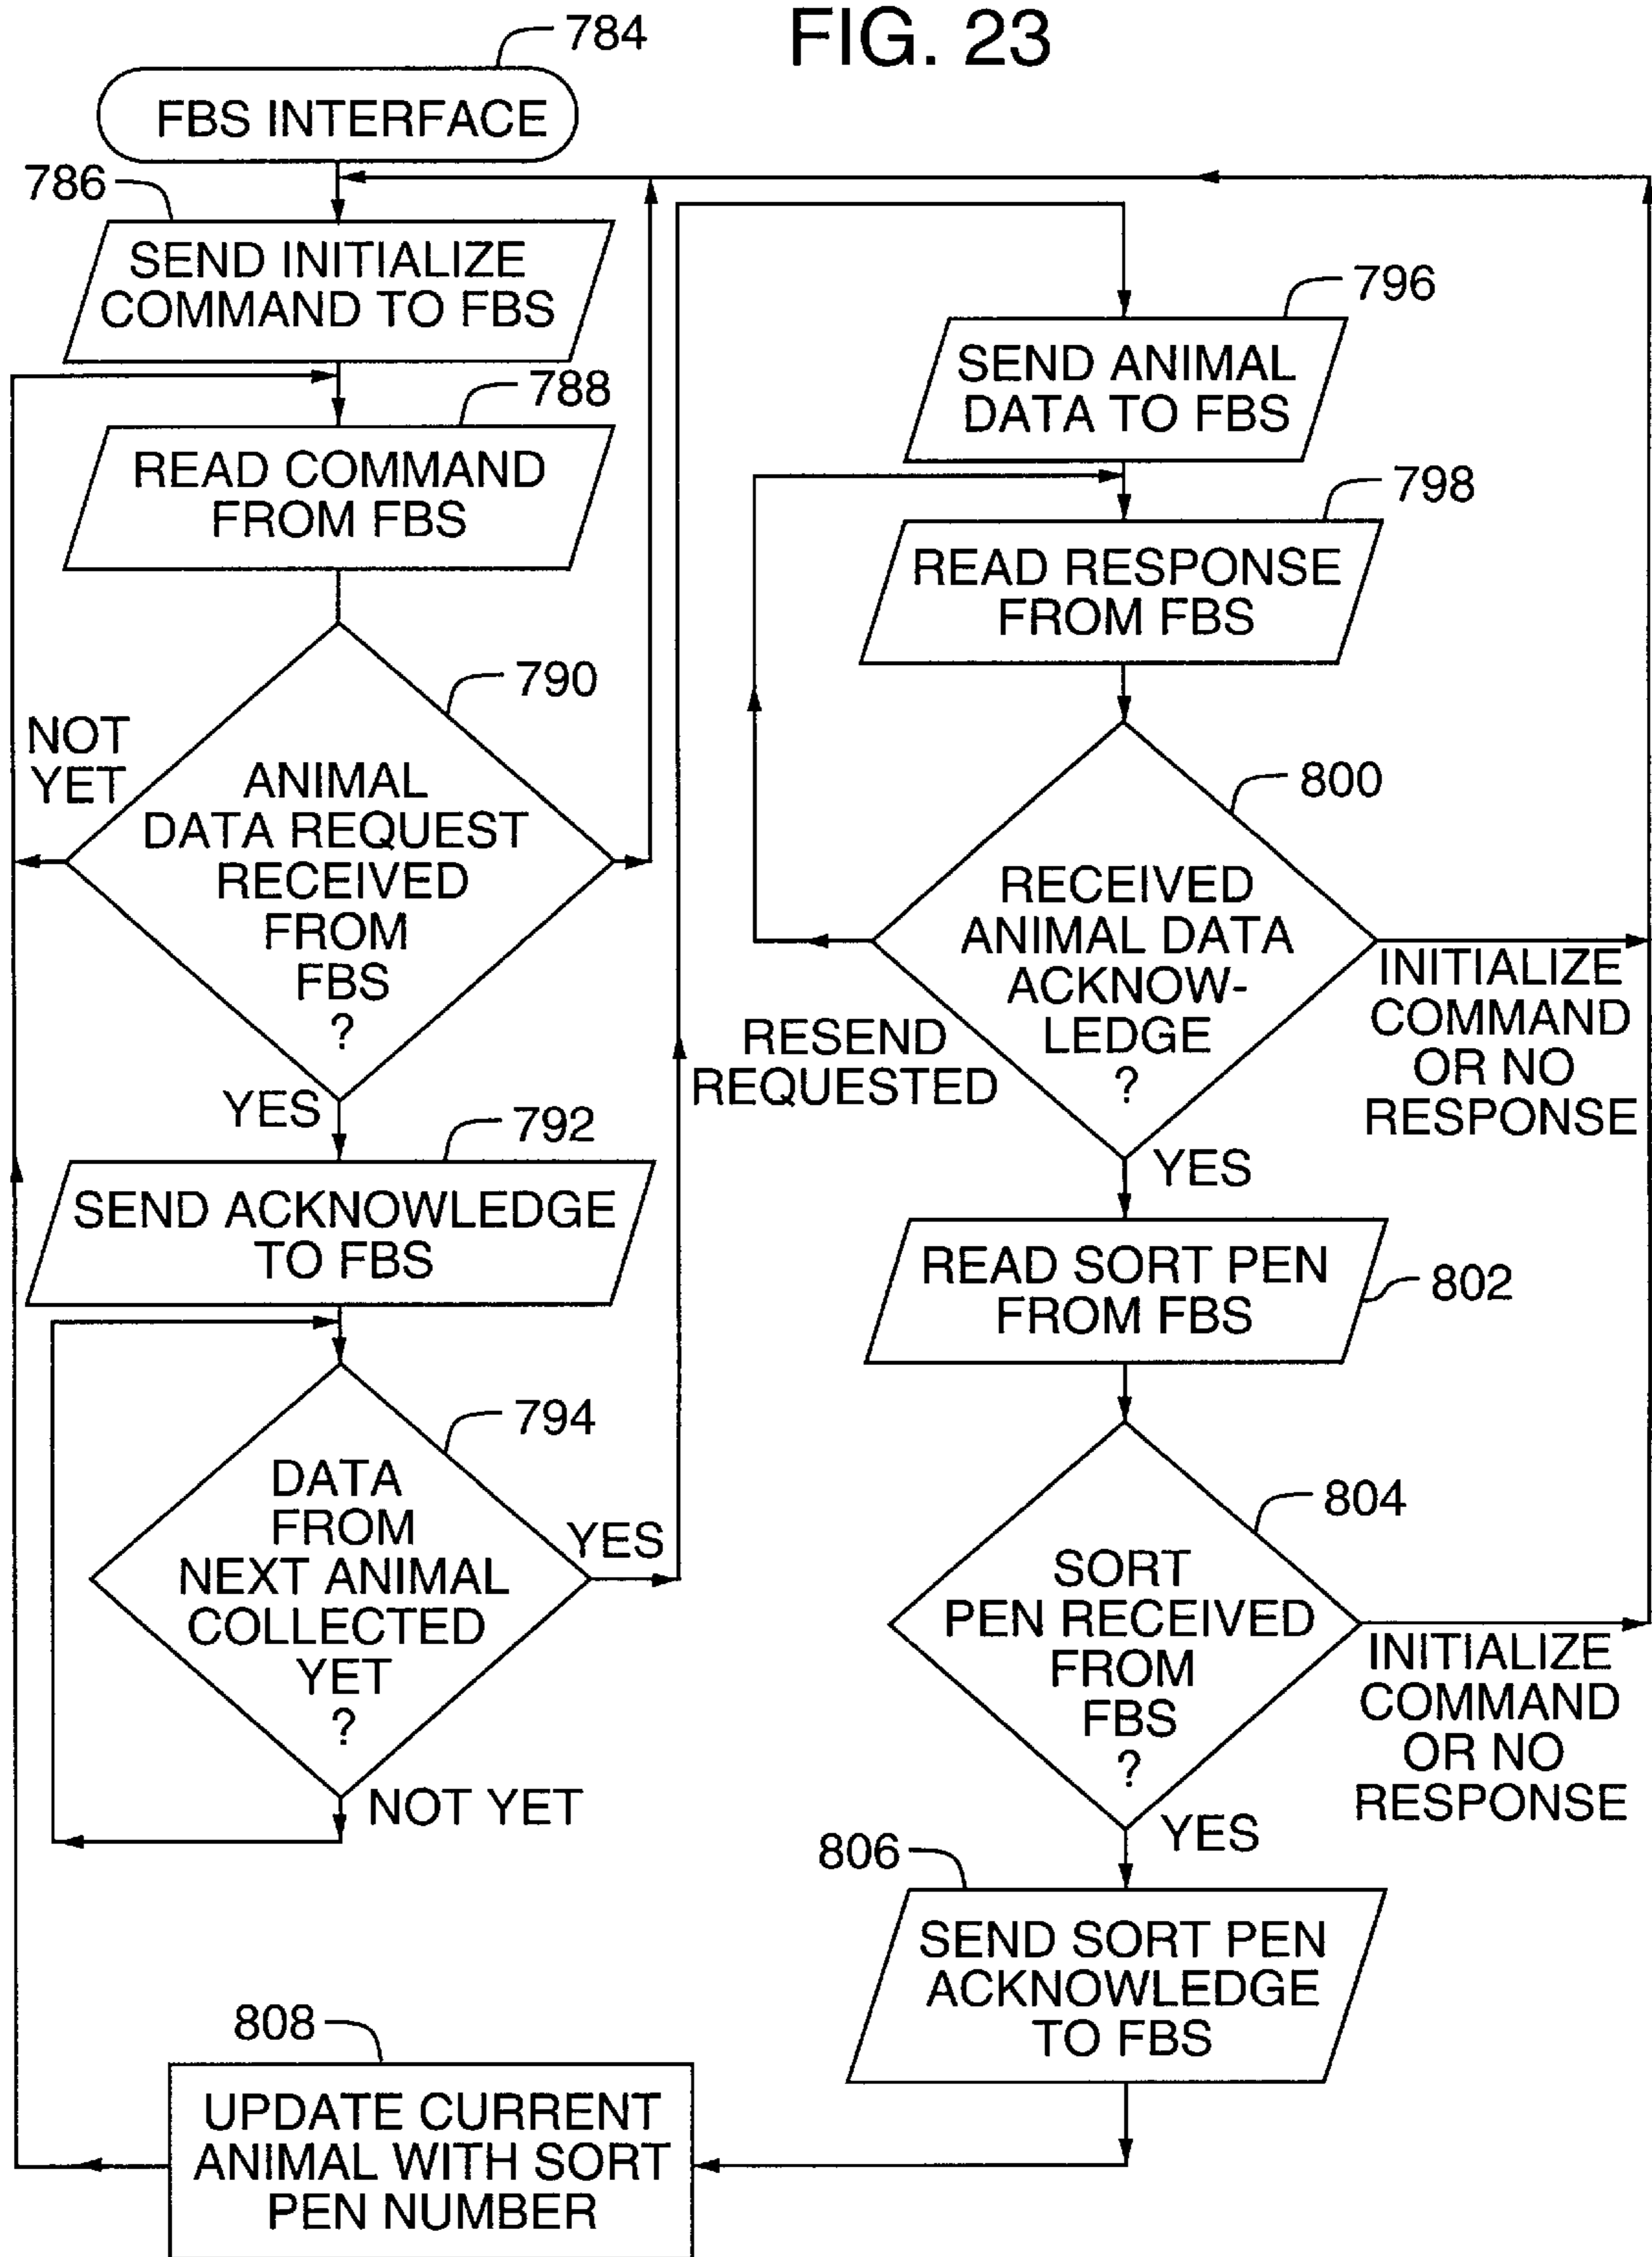 FIG. 23
784
FBS INTERFACE
786
SEND INITIALIZE
COMMAND TO FBS
788
READ COMMAND
FROM FBS
790
NOT
YET
ANIMAL
DATA REQUEST
RECEIVED
FROM
FBS
?
YES
792
SEND ACKNOWLEDGE
TO FBS
794
DATA
FROM
NEXT ANIMAL
COLLECTED
YET
?
YES
NOT YET
796
SEND ANIMAL
DATA TO FBS
798
READ RESPONSE
FROM FBS
800
RECEIVED
ANIMAL DATA
ACKNOW-
LEDGE
?
RESEND
REQUESTED
INITIALIZE
COMMAND
OR NO
RESPONSE
YES
READ SORT PEN
FROM FBS
802
804
SORT
PEN RECEIVED
FROM
FBS
?
INITIALIZE
COMMAND
OR NO
RESPONSE
YES
806
SEND SORT PEN
ACKNOWLEDGE
TO FBS
808
UPDATE CURRENT
ANIMAL WITH SORT
PEN NUMBER